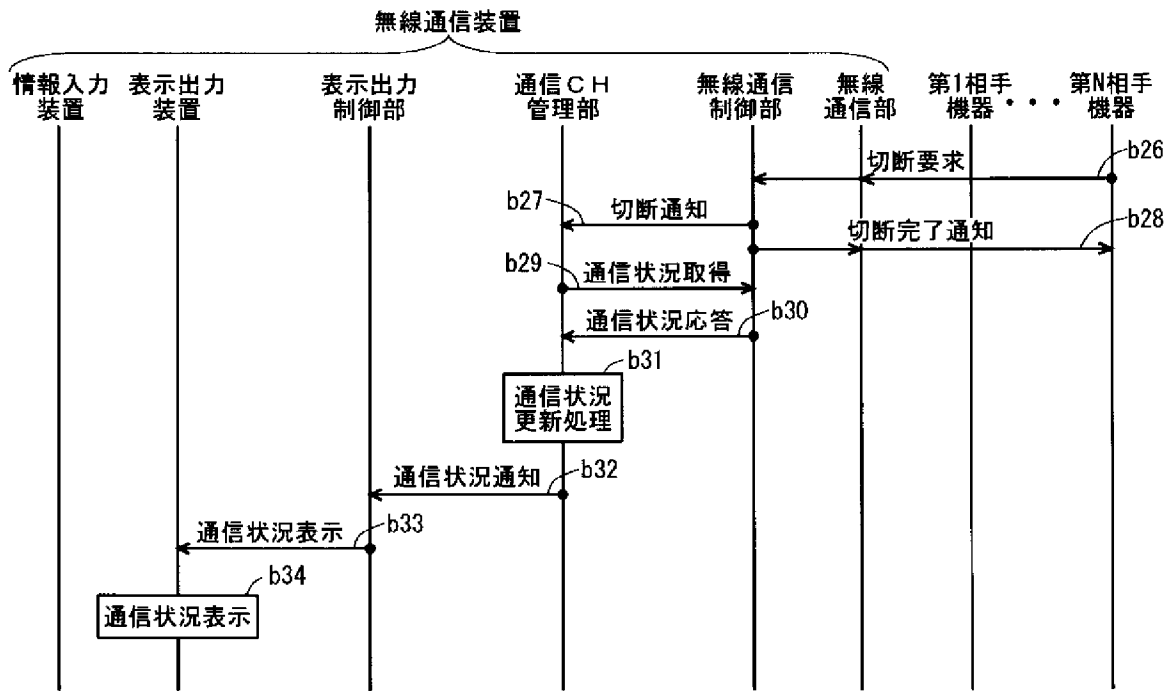 無線通信装置
情報入力
装置
表示出力
装置
表示出力
制御部
通信ＣＨ
管理部
無線通信
制御部
無線
通信部
第1相手
機器
・・・
第N相手
機器
切断要求
b26
b27
切断通知
切断完了通知
b28
b29
通信状況取得
通信状況応答
b30
b31
通信状況
更新処理
通信状況通知
b32
通信状況表示
b33
b34
通信状況表示